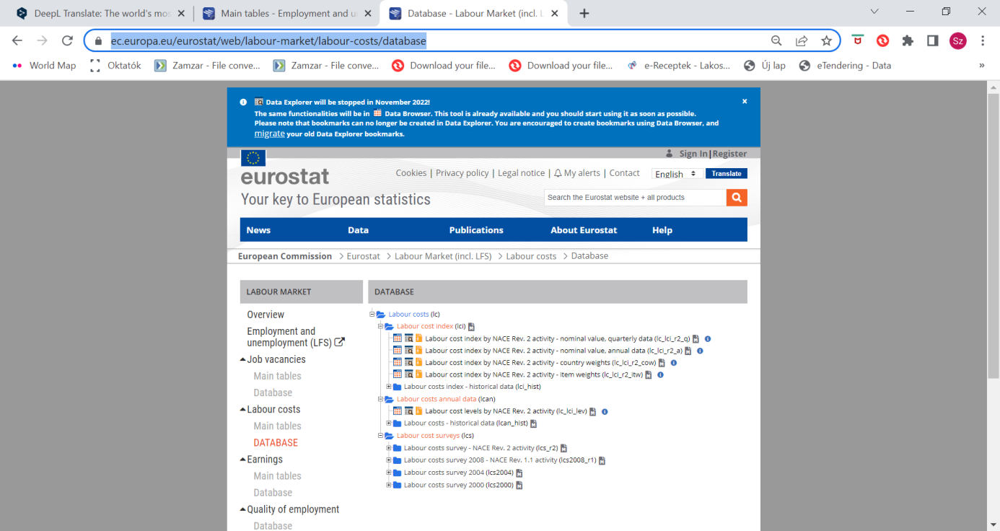 DeepL Translate: The world's mos
Main tables - Employment and u
Database - Labour Market (incl. L
ec.europa.eu/eurostat/web/labour-market/labour-costs/database
Sz
World Map
Oktatók
Zamzar - File conve...
Zamzar - File conve...
Download your file...
Download your file...
e-Receptek - Lakos...
Új lap
eTendering - Data
»
Data Explorer will be stopped in November 2022!
The same functionalities will be in Data Browser. This tool is already available and you should start using it as soon as possible.
Please note that bookmarks can no longer be created in Data Explorer. You are encouraged to create bookmarks using Data Browser, and
migrate your old Data Explorer bookmarks.
Sign In|Register
eurostat
Cookies | Privacy policy | Legal notice | My alerts | Contact
English
Translate
Your key to European statistics
Search the Eurostat website + all products
News
Data
Publications
About Eurostat
Help
European Commission > Eurostat > Labour Market (incl. LFS) > Labour costs > Database
LABOUR MARKET
Overview
Employment and
unemployment (LFS)
Job vacancies
Main tables
Database
Labour costs
Main tables
DATABASE
Earnings
Main tables
Database
Quality of employment
Database
DATABASE
Labour costs (lc)
Labour cost index (lci)
Labour cost index by NACE Rev. 2 activity - nominal value, quarterly data (lc_lci_r2_q)
Labour cost index by NACE Rev. 2 activity - nominal value, annual data (lc_lci_r2_a)
Labour cost index by NACE Rev. 2 activity - country weights (lc_lci_r2_cow)
Labour cost index by NACE Rev. 2 activity - item weights (lc_lci_r2_itw)
Labour costs index - historical data (lci_hist)
Labour costs annual data (lcan)
Labour cost levels by NACE Rev. 2 activity (lc_lci_lev)
Labour costs - historical data (lcan_hist)
Labour cost surveys (lcs)
Labour costs survey - NACE Rev. 2 activity (lcs_r2)
Labour costs survey 2008 - NACE Rev. 1.1 activity (lcs2008_r1)
Labour costs survey 2004 (lcs2004)
Labour costs survey 2000 (lcs2000)